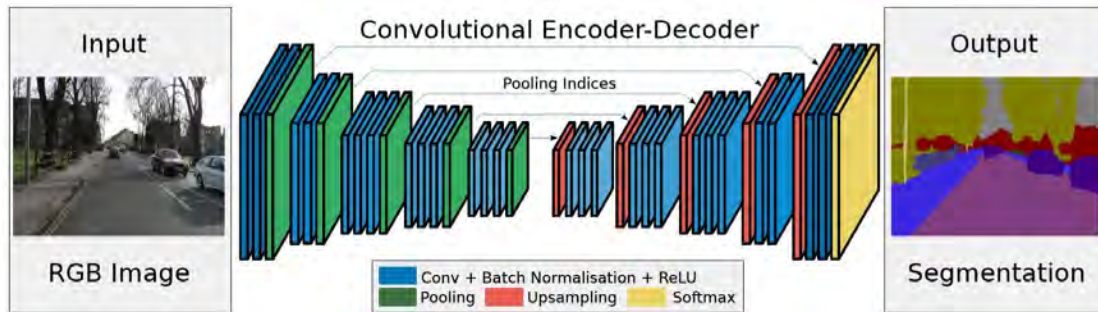 Input
RGB Image
Convolutional Encoder-Decoder
Pooling Indices
Conv + Batch Normalisation + ReLU
Pooling Upsampling Softmax
Output
Segmentation